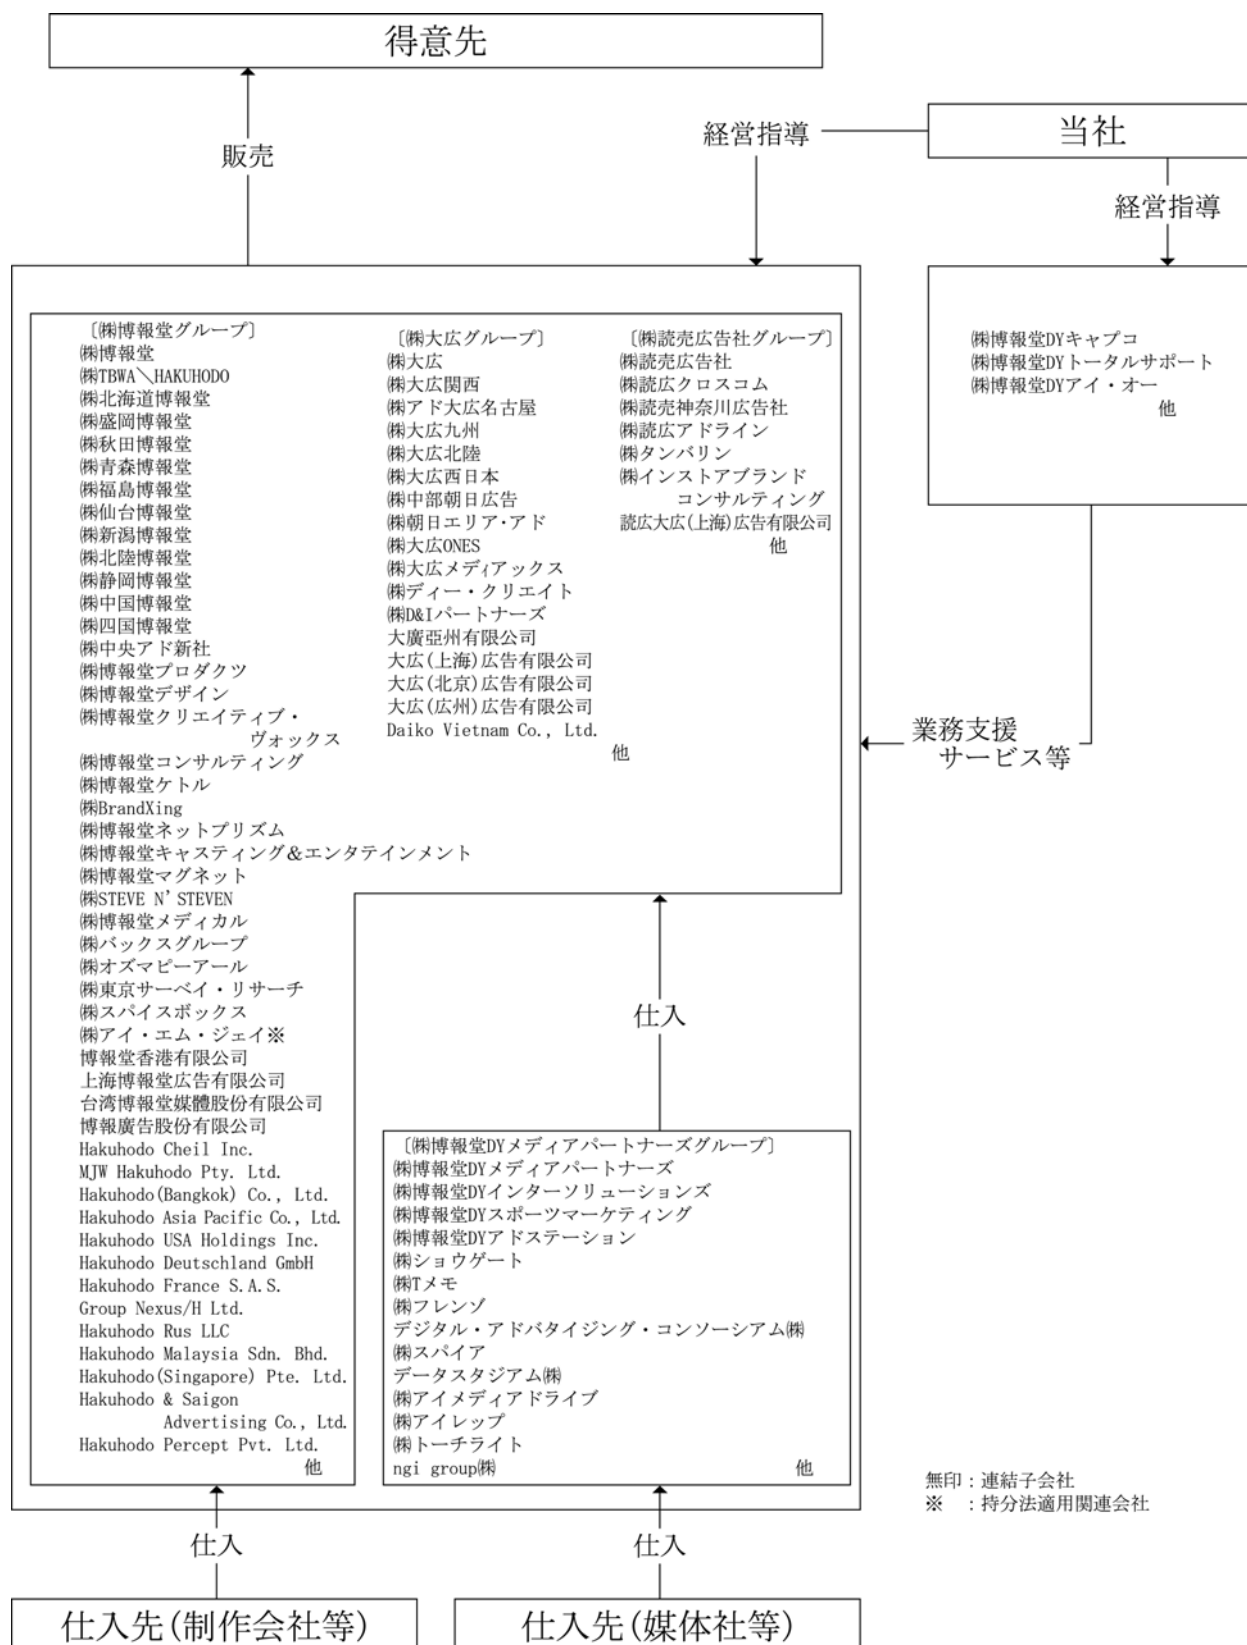 得意先
販売
経営指導
当社
経営指導
〔㈱博報堂グループ〕
㈱博報堂
㈱TBWA＼HAKUHODO
㈱北海道博報堂
㈱盛岡博報堂
㈱秋田博報堂
㈱青森博報堂
㈱福島博報堂
㈱仙台博報堂
㈱新潟博報堂
㈱北陸博報堂
㈱静岡博報堂
㈱中国博報堂
㈱四国博報堂
㈱中央アド新社
㈱博報堂プロダクツ
㈱博報堂デザイン
㈱博報堂クリエイティブ・
ヴォックス
㈱博報堂コンサルティング
㈱博報堂ケトル
㈱BrandXing
㈱博報堂ネットプリズム
㈱博報堂キャスティング＆エンタテインメント
㈱博報堂マグネット
㈱STEVE N' STEVEN
㈱博報堂メディカル
㈱バックスグループ
㈱オズマピーアール
㈱東京サーベイ・リサーチ
㈱スパイスボックス
㈱アイ・エム・ジェイ※
博報堂香港有限公司
上海博報堂広告有限公司
台湾博報堂媒體股份有限公司
博報廣告股份有限公司
Hakuhodo Cheil Inc.
MJW Hakuhodo Pty. Ltd.
Hakuhodo(Bangkok) Co., Ltd.
Hakuhodo Asia Pacific Co., Ltd.
Hakuhodo USA Holdings Inc.
Hakuhodo Deutschland GmbH
Hakuhodo France S.A.S.
Group Nexus/H Ltd.
Hakuhodo Rus LLC
Hakuhodo Malaysia Sdn. Bhd.
Hakuhodo(Singapore) Pte. Ltd.
Hakuhodo & Saigon
Advertising Co., Ltd.
Hakuhodo Percept Pvt. Ltd.
他
〔㈱大広グループ〕
㈱大広
㈱大広関西
㈱アド大広名古屋
㈱大広九州
㈱大広北陸
㈱大広西日本
㈱中部朝日広告
㈱朝日エリア・アド
㈱大広ONES
㈱大広メディアックス
㈱ディー・クリエイト
㈱D&Iパートナーズ
大廣亞州有限公司
大広(上海)広告有限公司
大広(北京)広告有限公司
大広(広州)広告有限公司
Daiko Vietnam Co., Ltd.
他
〔㈱読売広告社グループ〕
㈱読売広告社
㈱読広クロスコム
㈱読売神奈川広告社
㈱読広アドライン
㈱タンバリン
㈱インストアブランド
コンサルティング
読広大広(上海)広告有限公司
他
㈱博報堂DYキャプコ
㈱博報堂DYトータルサポート
㈱博報堂DYアイ・オー
他
業務支援
サービス等
仕入
〔㈱博報堂DYメディアパートナーズグループ〕
㈱博報堂DYメディアパートナーズ
㈱博報堂DYインターソリューションズ
㈱博報堂DYスポーツマーケティング
㈱博報堂DYアドステーション
㈱ショウゲート
㈱Tメモ
㈱フレンゾ
デジタル・アドバタイジング・コンソーシアム㈱
㈱スパイア
データスタジアム㈱
㈱アイメディアドライブ
㈱アイレップ
㈱トーチライト
ngi group㈱ 他
無印：連結子会社
※ ：持分法適用関連会社
仕入
仕入
仕入先(制作会社等)
仕入先(媒体社等)